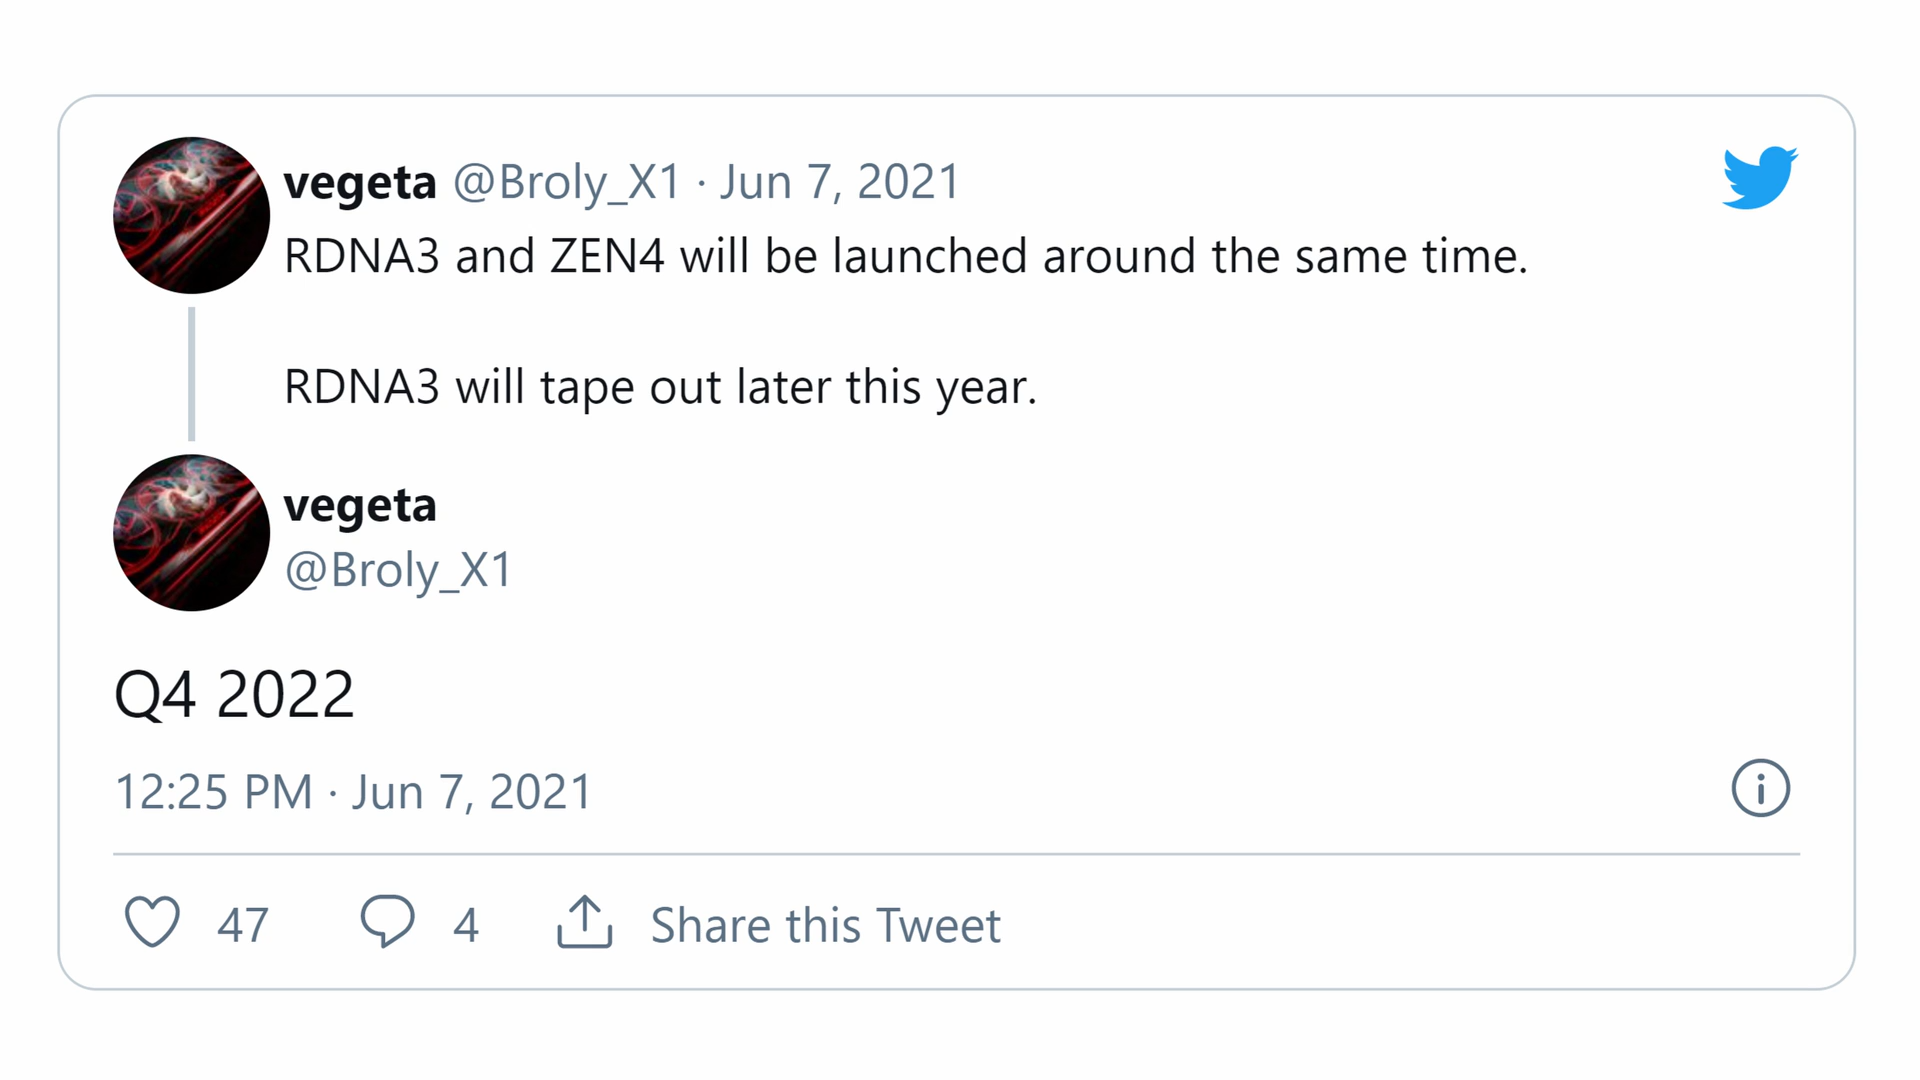 vegeta @Broly_X1 · Jun 7, 2021
RDNA3 and ZEN4 will be launched around the same time.
RDNA3 will tape out later this year.
vegeta
@Broly_X1
Q4 2022
12:25 PM · Jun 7, 2021
47 4 Share this Tweet